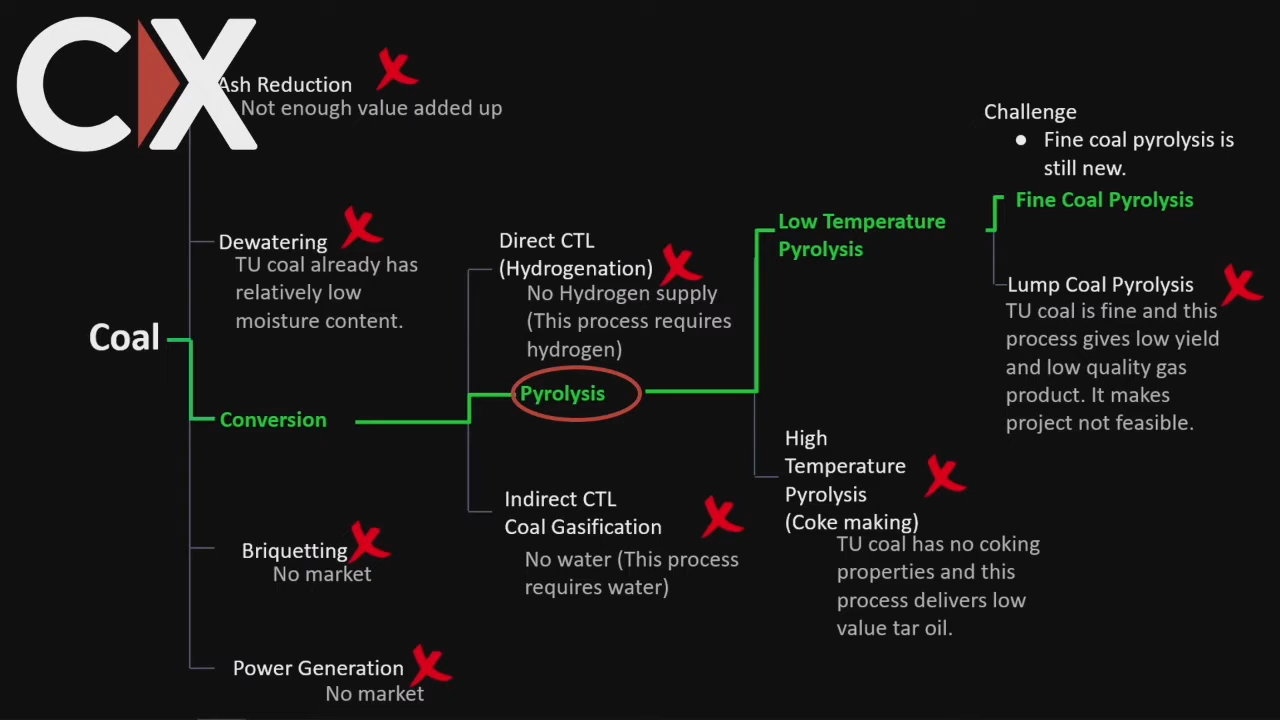 CX
Ash Reduction
Not enough value added up
Challenge
● Fine coal pyrolysis is
still new.
Fine Coal Pyrolysis
Low Temperature
Pyrolysis
Dewatering
TU coal already has
relatively low
moisture content.
Direct CTL
(Hydrogenation)
No Hydrogen supply
(This process requires
hydrogen)
Lump Coal Pyrolysis
TU coal is fine and this
process gives low yield
and low quality gas
product. It makes
project not feasible.
Coal
Conversion
Pyrolysis
High
Temperature
Pyrolysis
(Coke making)
TU coal has no coking
properties and this
process delivers low
value tar oil.
Indirect CTL
Coal Gasification
No water (This process
requires water)
Briquetting
No market
Power Generation
No market